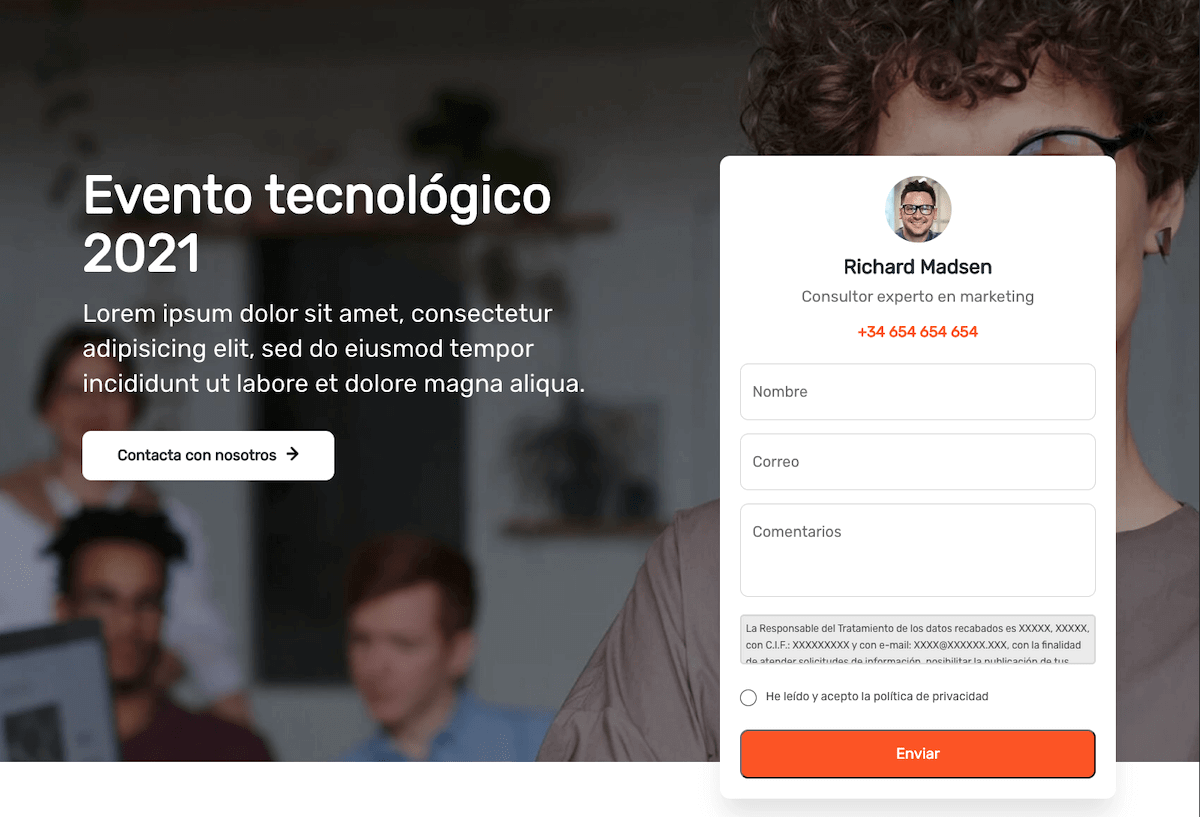 Evento tecnológico
2021
Lorem ipsum dolor sit amet, consectetur
adipisicing elit, sed do eiusmod tempor
incididunt ut labore et dolore magna aliqua.
Contacta con nosotros
Richard Madsen
Consultor experto en marketing
+34 654 654 654
Nombre
Correo
Comentarios
La Responsable del Tratamiento de los datos recabados es XXXXX, XXXXX,
con C.I.F.: XXXXXXXXX y con e-mail: XXXX@XXXXXX.XXX, con la finalidad
de atender solicitudes de información, posibilitar la publicación de tus
He leído y acepto la política de privacidad
Enviar